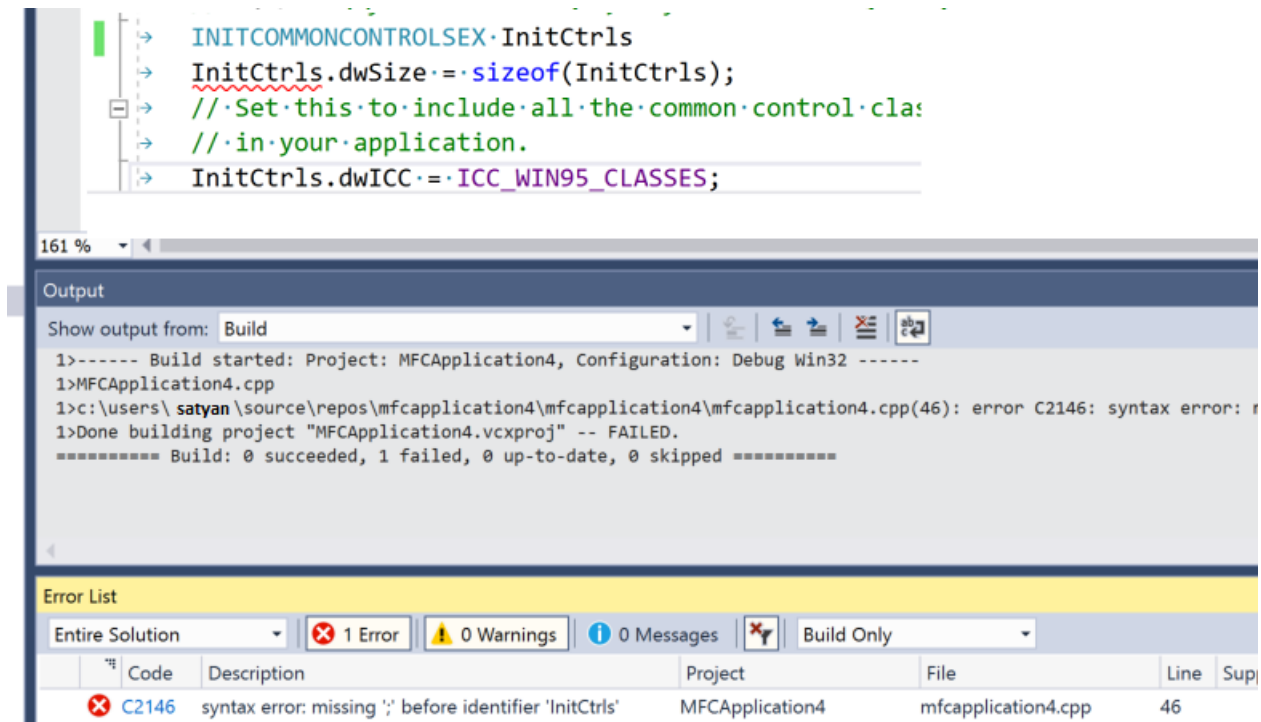 INITCOMMONCONTROLSEX InitCtrls
InitCtrls.dwSize = sizeof(InitCtrls);
// Set this to include all the common control
// in your application.
InitCtrls.dwICC = ICC_WIN95_CLASSES;
161 %
Output
Show output from: Build
1>------ Build started: Project: MFCApplication4, Configuration: Debug Win32 ------
1>MFCApplication4.cpp
1>c:\users\ satyan \source\repos\mfcapplication4\mfcapplication4\mfcapplication4.cpp(46): error C2146: syntax error:
1>Done building project "MFCApplication4.vcxproj" -- FAILED.
========== Build: 0 succeeded, 1 failed, 0 up-to-date, 0 skipped ==========
Error List
Entire Solution 1 Error 0 Warnings 0 Messages Build Only
Code Description Project File Line
C2146 syntax error: missing ';' before identifier 'InitCtrls' MFCApplication4 mfcapplication4.cpp 46